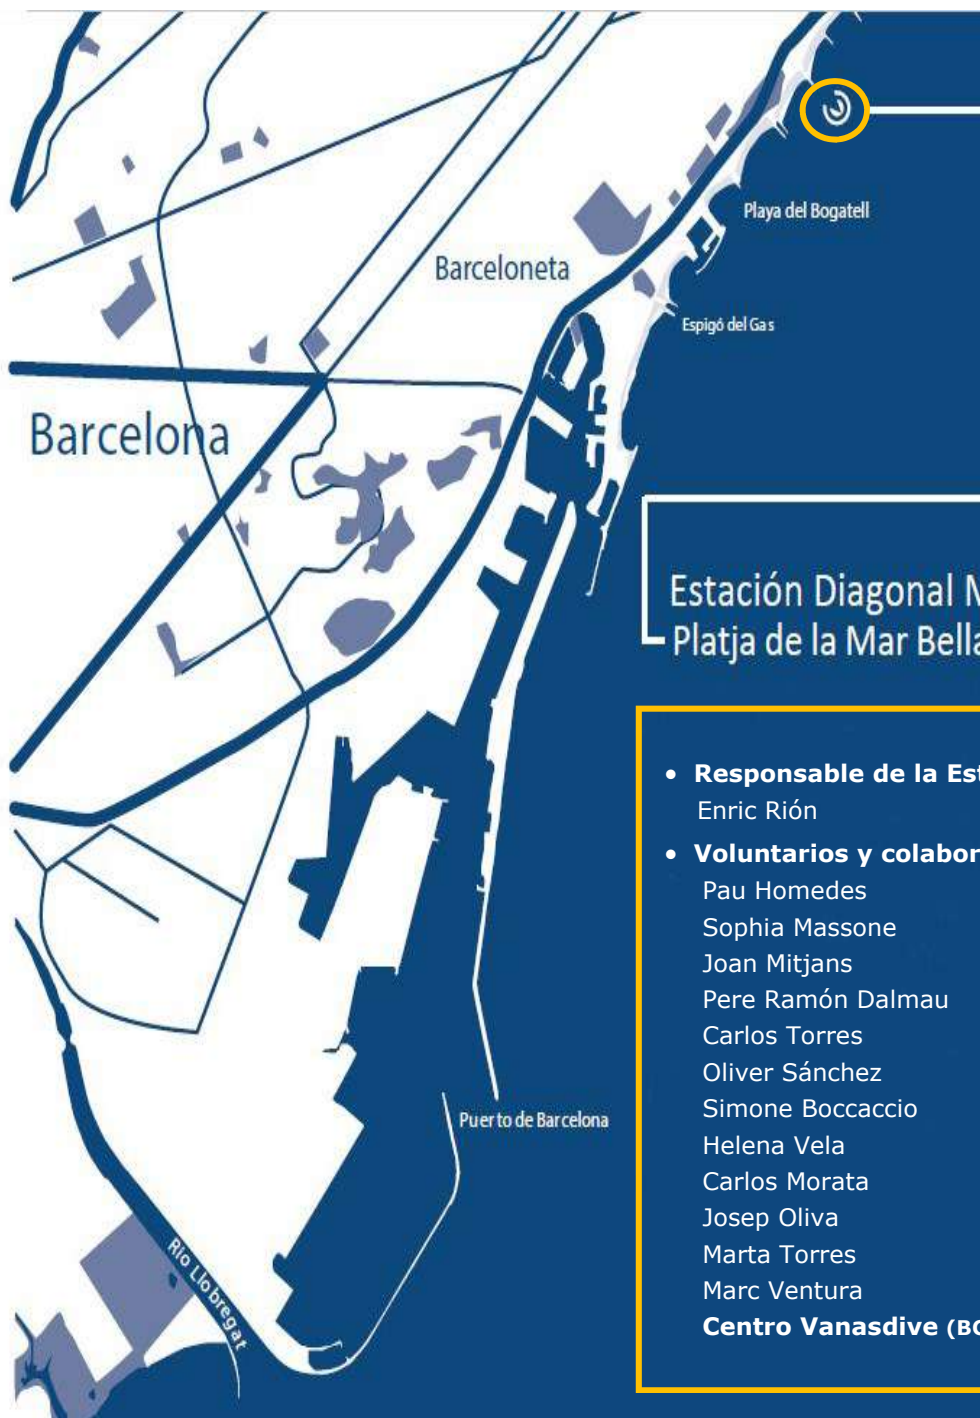 Playa del Bogatell
Barceloneta
Espigó del Gas
Barcelona
Estación Diagonal M
Platja de la Mar Bella
• Responsable de la Est
Enric Rión
• Voluntarios y colabor
Pau Homedes
Sophia Massone
Joan Mitjans
Pere Ramón Dalmau
Carlos Torres
Oliver Sánchez
Simone Boccaccio
Helena Vela
Carlos Morata
Josep Oliva
Marta Torres
Marc Ventura
Centro Vanasdive (BC
Puerto de Barcelona
Río Llobregat